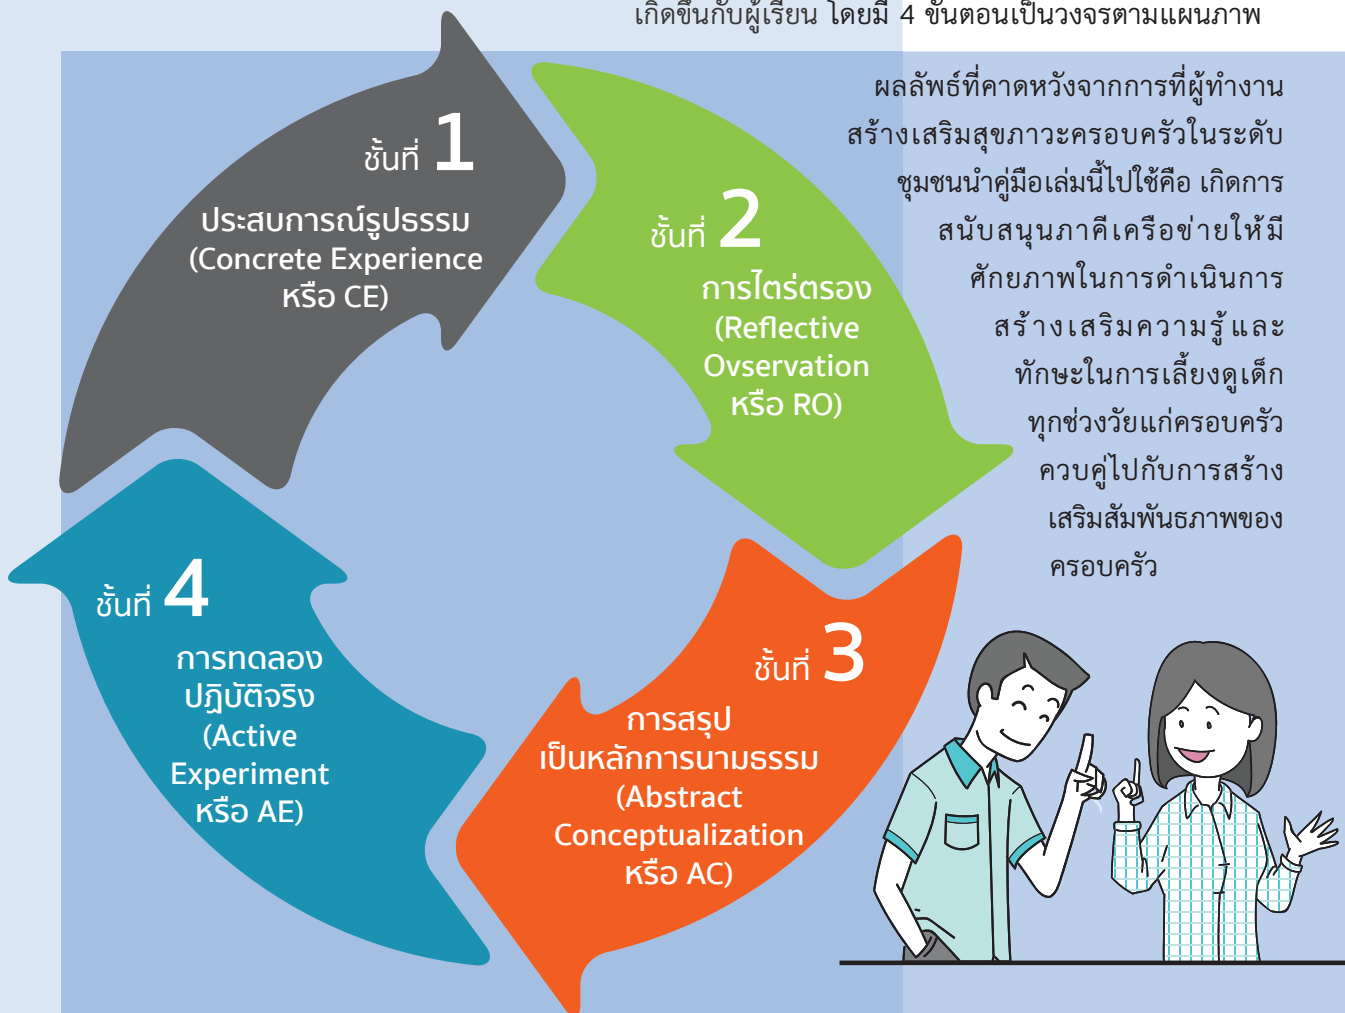 เกิดขึ้นกับผู้เรียน โดยมี 4 ขั้นตอนเป็นวงจรตามแผนภาพ
ผลลัพธ์ที่คาดหวังจากการที่ผู้ทำงาน
สร้างเสริมสุขภาวะครอบครัวในระดับ
ชุมชนนำคู่มือเล่มนี้ไปใช้คือ เกิดการ
สนับสนุนภาคีเครือข่ายให้มี
ศักยภาพในการดำเนินการ
สร้างเสริมความรู้และ
ทักษะในการเลี้ยงดูเด็ก
ทุกช่วงวัยแก่ครอบครัว
ควบคู่ไปกับการสร้าง
เสริมสัมพันธภาพของ
ครอบครัว
ชั้นที่ 1
ประสบการณ์รูปธรรม
(Concrete Experience
หรือ CE)
ชั้นที่ 2
การไตร่ตรอง
(Reflective
Ovservation
หรือ RO)
ชั้นที่ 3
การสรุป
เป็นหลักการนามธรรม
(Abstract
Conceptualization
หรือ AC)
ชั้นที่ 4
การทดลอง
ปฏิบัติจริง
(Active
Experiment
หรือ AE)